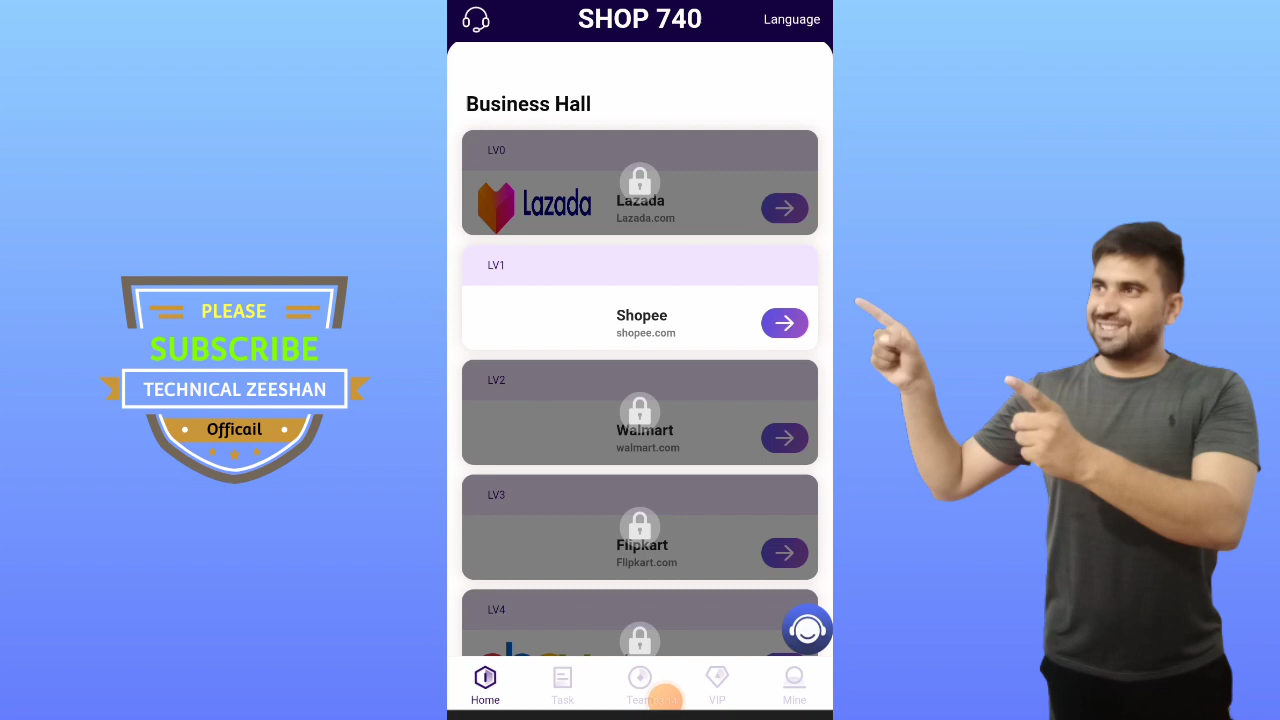 SHOP 740
Language
Business Hall
LV0
Lazada
Lazada
Lazada.com
LV1
Shopee
shopee.com
LV2
Walmart
walmart.com
LV3
Flipkart
Flipkart.com
LV4
Home
Task
Team
VIP
Mine
PLEASE
SUBSCRIBE
TECHNICAL ZEESHAN
Officail